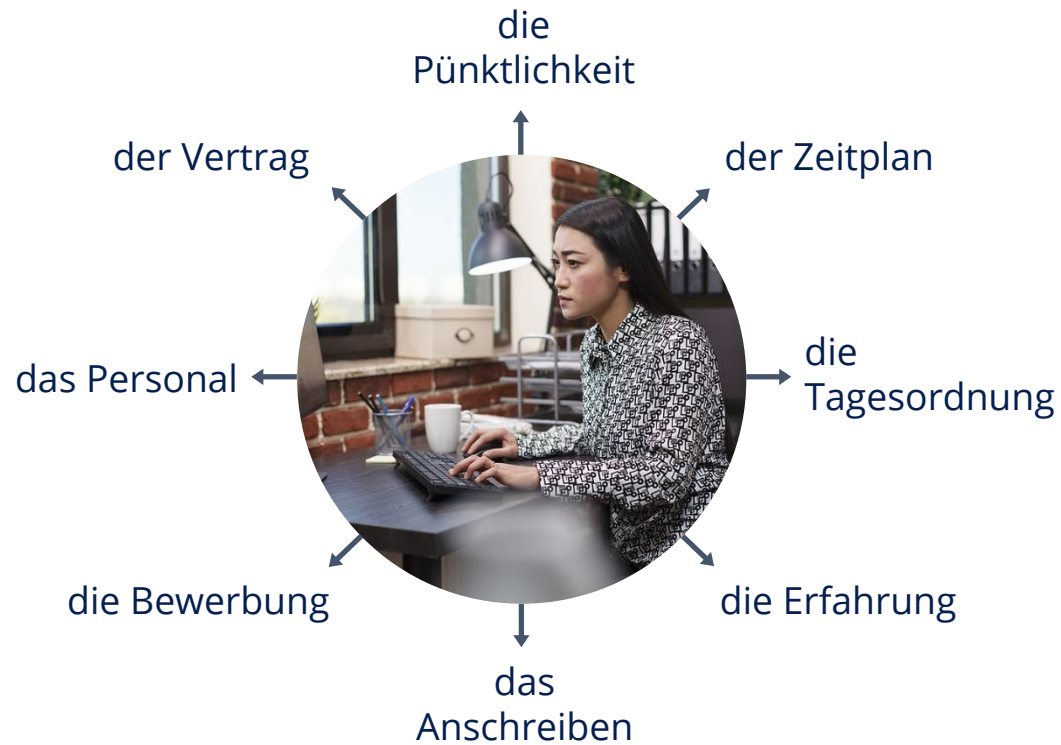 die
Pünktlichkeit
der Vertrag
der Zeitplan
das Personal
die
Tagesordnung
die Bewerbung
die Erfahrung
das
Anschreiben